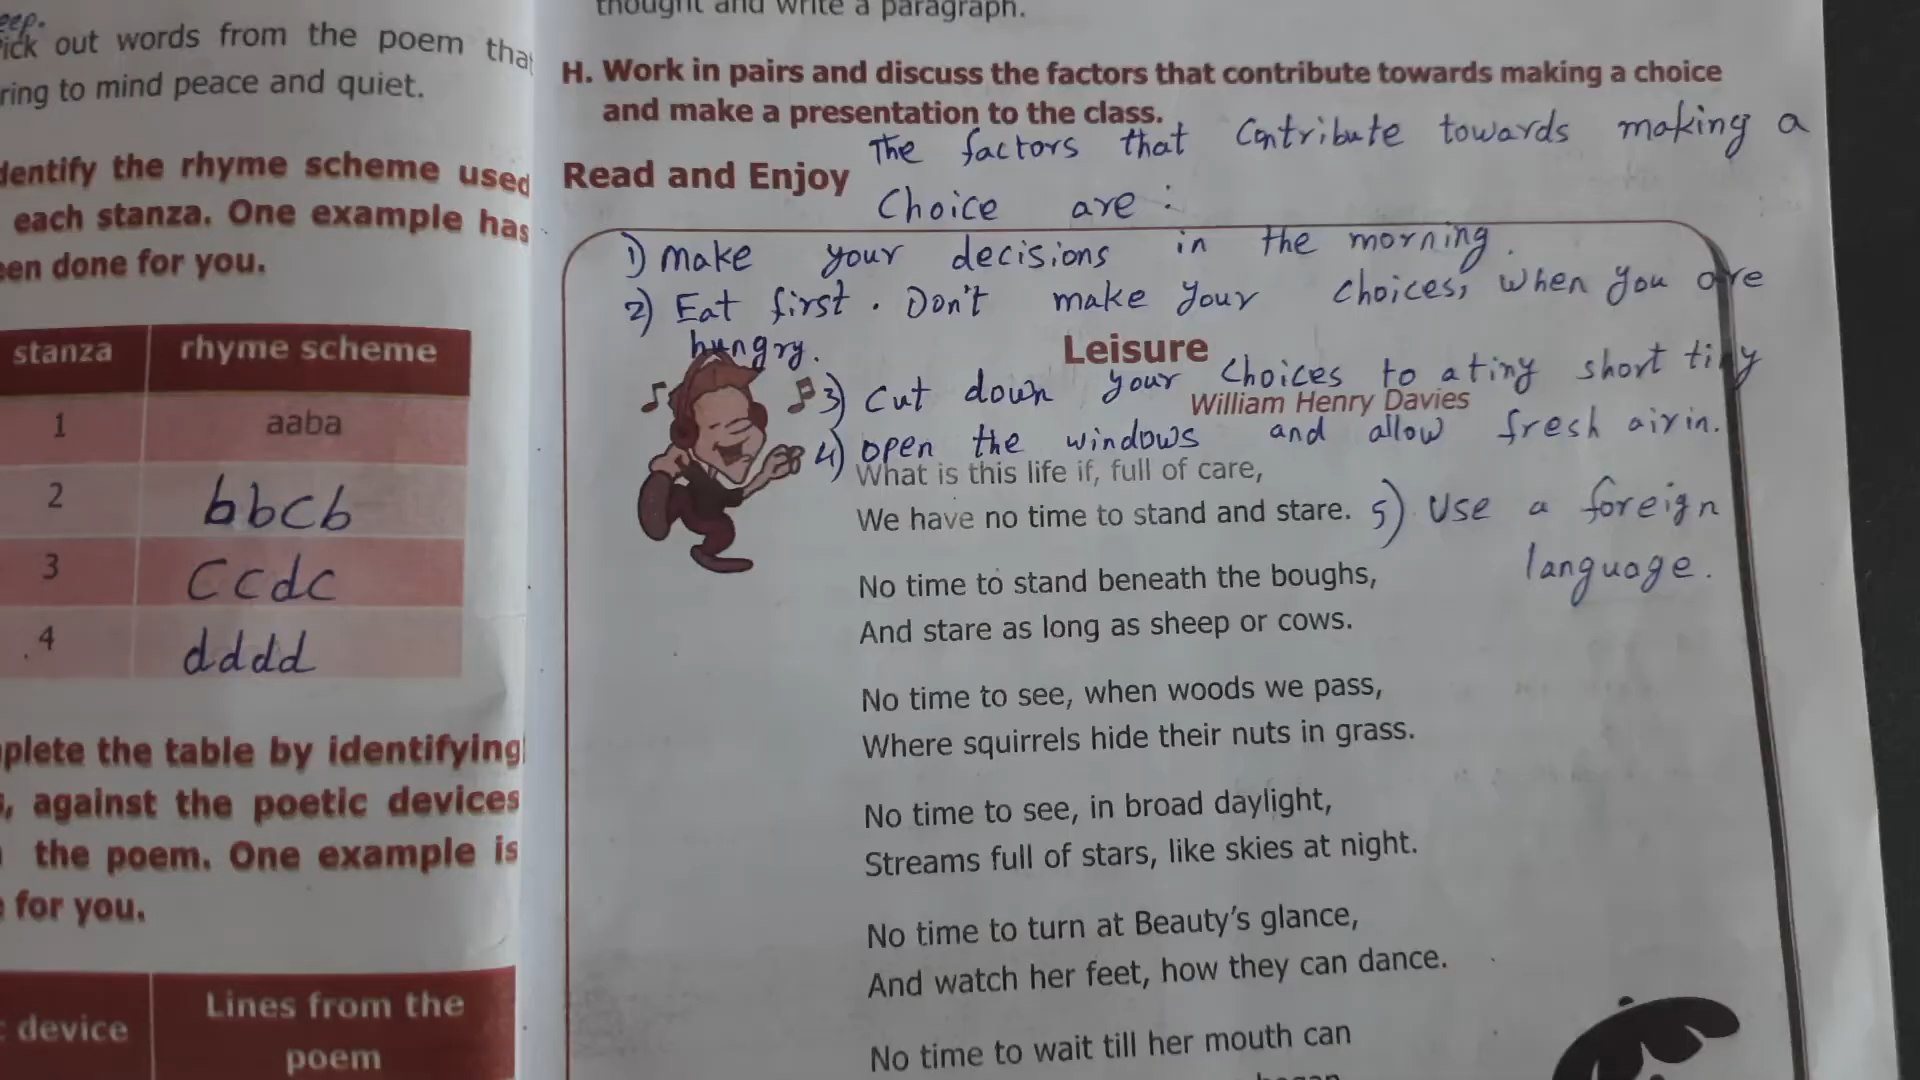 eep.
ick out words from the poem tha
ring to mind peace and quiet.
dentify the rhyme scheme used
each stanza. One example has
een done for you.
stanza rhyme scheme
1 aaba
2 bbcb
3 ccdc
4 dddd
plete the table by identifying
, against the poetic devices
the poem. One example is
for you.
device Lines from the
poem
thought and write a paragraph.
H. Work in pairs and discuss the factors that contribute towards making a choice
and make a presentation to the class.
The factors that Contribute towards making a
Read and Enjoy
Choice are :
1) Make your decisions in the morning.
2) Eat first. Don't make your choices, when you are
hungry.
Leisure
3) Cut down your choices to a tiny short tiny
William Henry Davies
4) open the windows and allow fresh air in.
What is this life if, full of care,
We have no time to stand and stare.
5) Use a foreign
language.
No time to stand beneath the boughs,
And stare as long as sheep or cows.
No time to see, when woods we pass,
Where squirrels hide their nuts in grass.
No time to see, in broad daylight,
Streams full of stars, like skies at night.
No time to turn at Beauty's glance,
And watch her feet, how they can dance.
No time to wait till her mouth can